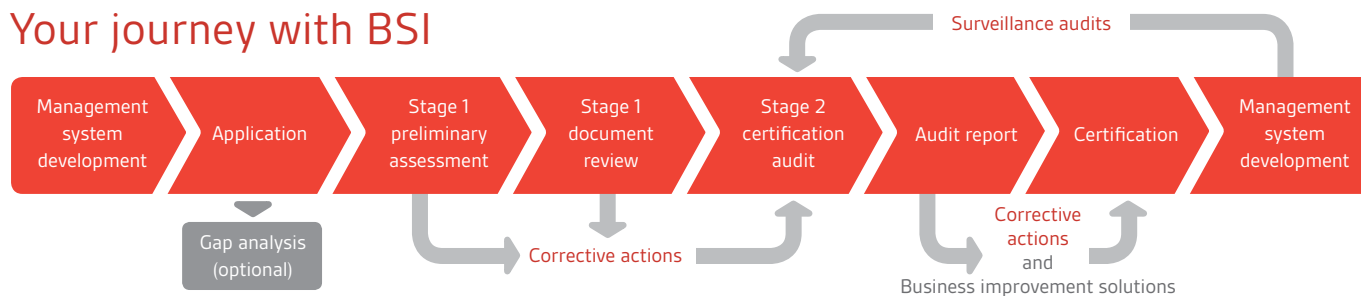 Your journey with BSI
Surveillance audits
Management
system
development
Application
Stage 1
preliminary
assessment
Stage 1
document
review
Stage 2
certification
audit
Audit report
Certification
Management
system
development
Gap analysis
(optional)
Corrective actions
Corrective
actions
and
Business improvement solutions